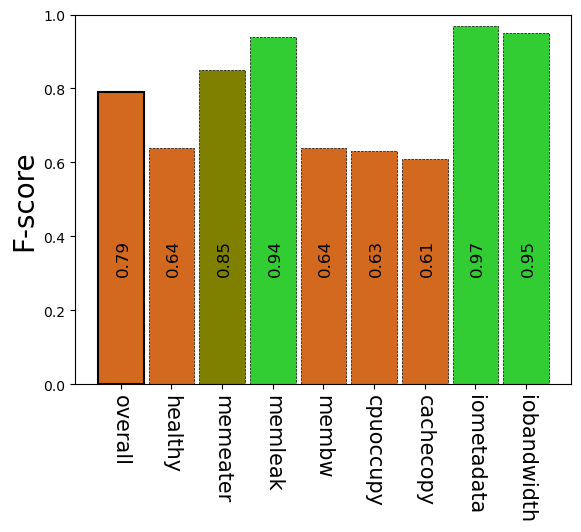 F-score
1.0
0.8
0.6
0.4
0.2
0.0
0.79
0.64
0.85
0.94
0.64
0.63
0.61
0.97
0.95
overall
healthy
memeater
memleak
membw
cpuoccupy
cachecopy
iometadata
iobandwidth